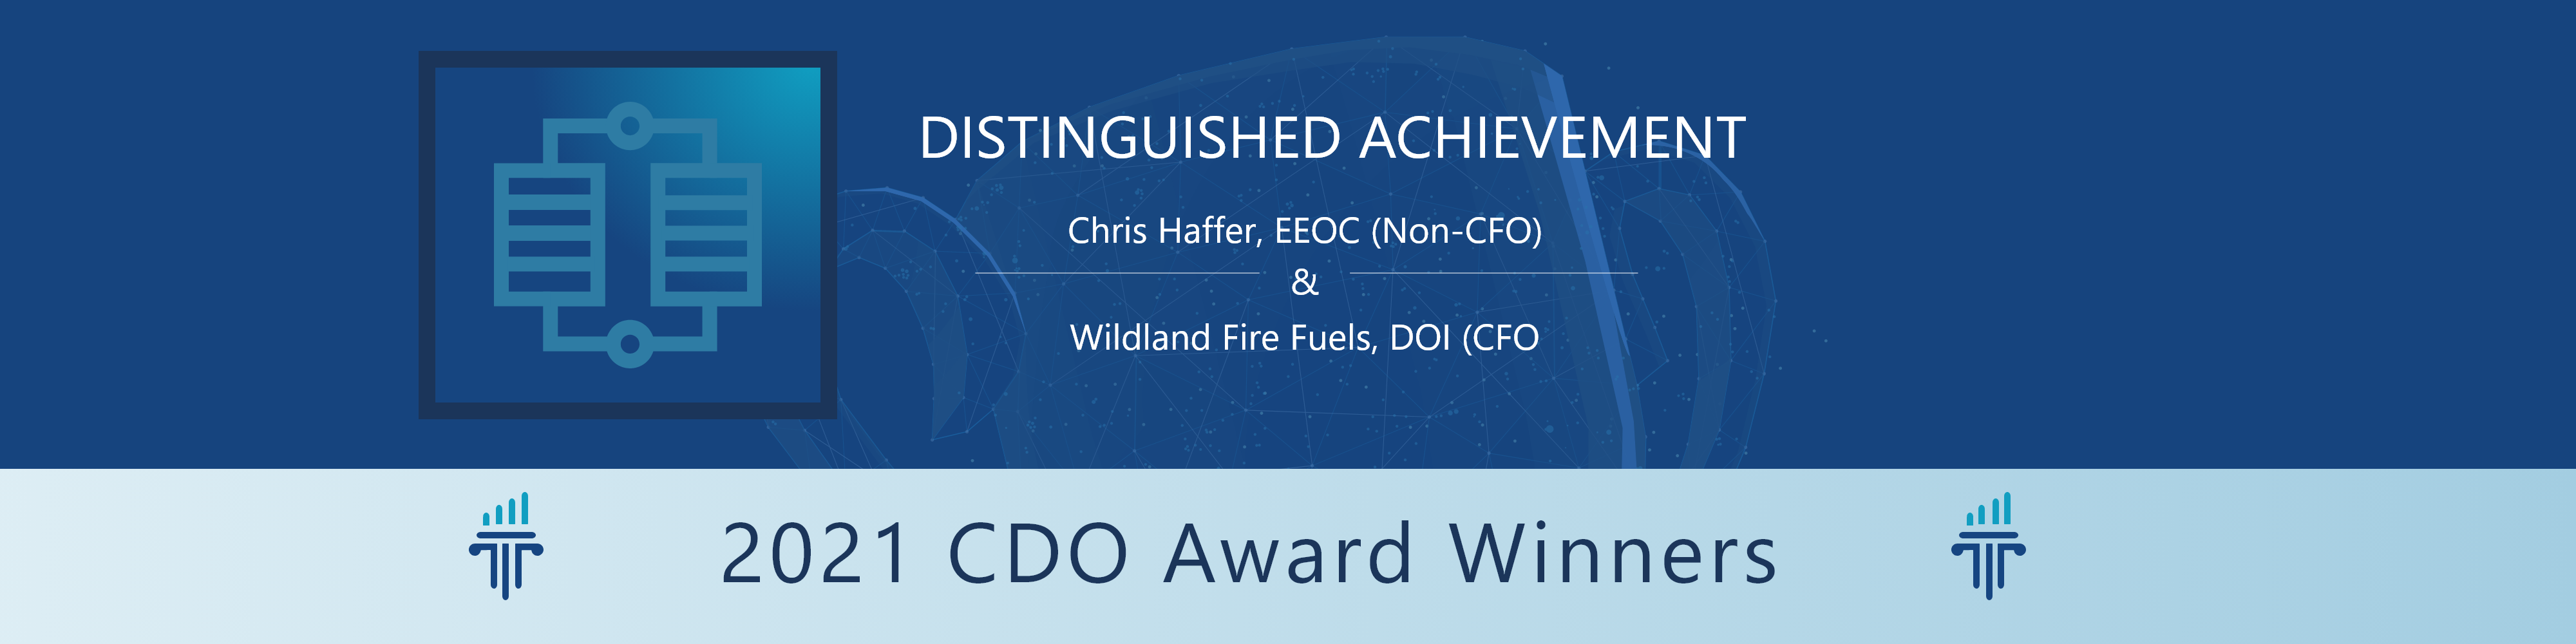 DISTINGUISHED ACHIEVEMENT
Chris Haffer, EEOC (Non-CFO)
&
Wildland Fire Fuels, DOI (CFO
2021 CDO Award Winners